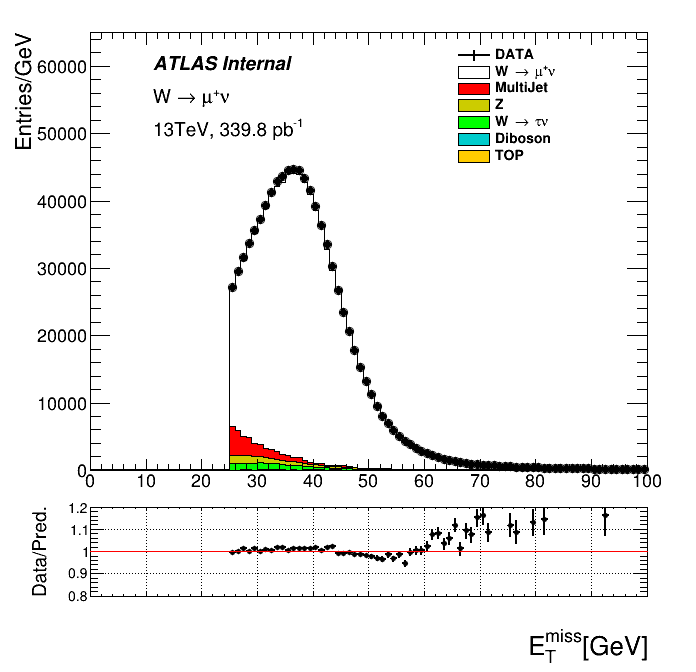 Entries/GeV
60000
50000
40000
30000
20000
10000
0
ATLAS Internal
W → μ⁺ν
13TeV, 339.8 pb⁻¹
DATA
W → μ⁺ν
MultiJet
Z
W → τν
Diboson
TOP
0 10 20 30 40 50 60 70 80 90 100
Data/Pred.
1.2
1.1
1
0.9
0.8
E_T^miss[GeV]